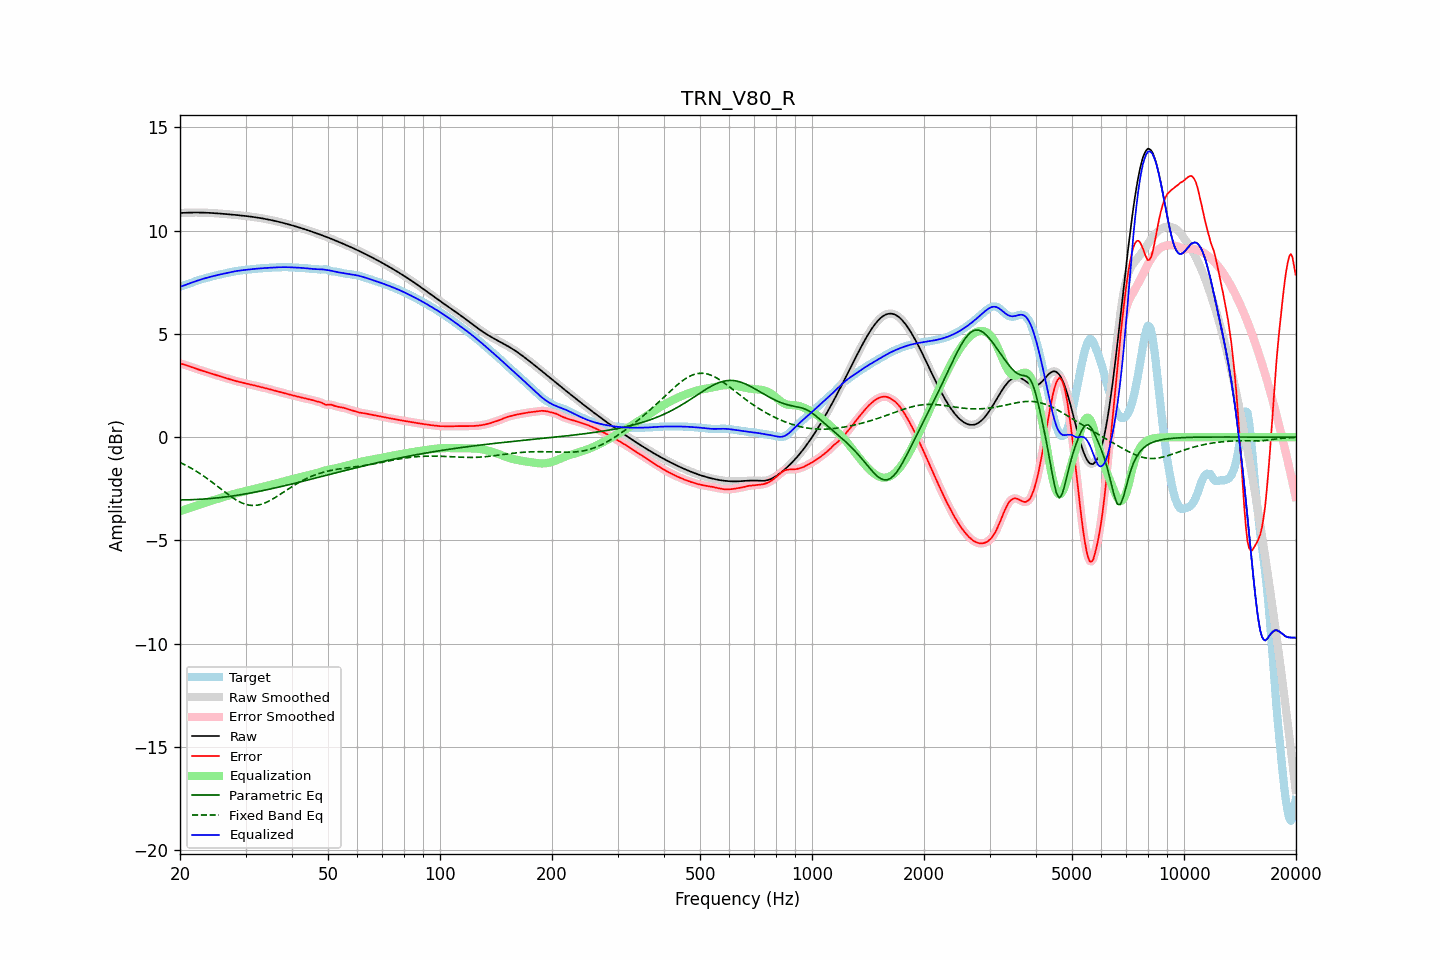 TRN_V80_R
15
10
5
0
−5
−10
−15
−20
Amplitude (dBr)
Target
Raw Smoothed
Error Smoothed
Raw
Error
Equalization
Parametric Eq
Fixed Band Eq
Equalized
20 50 100 200 500 1000 2000 5000 10000 20000
Frequency (Hz)